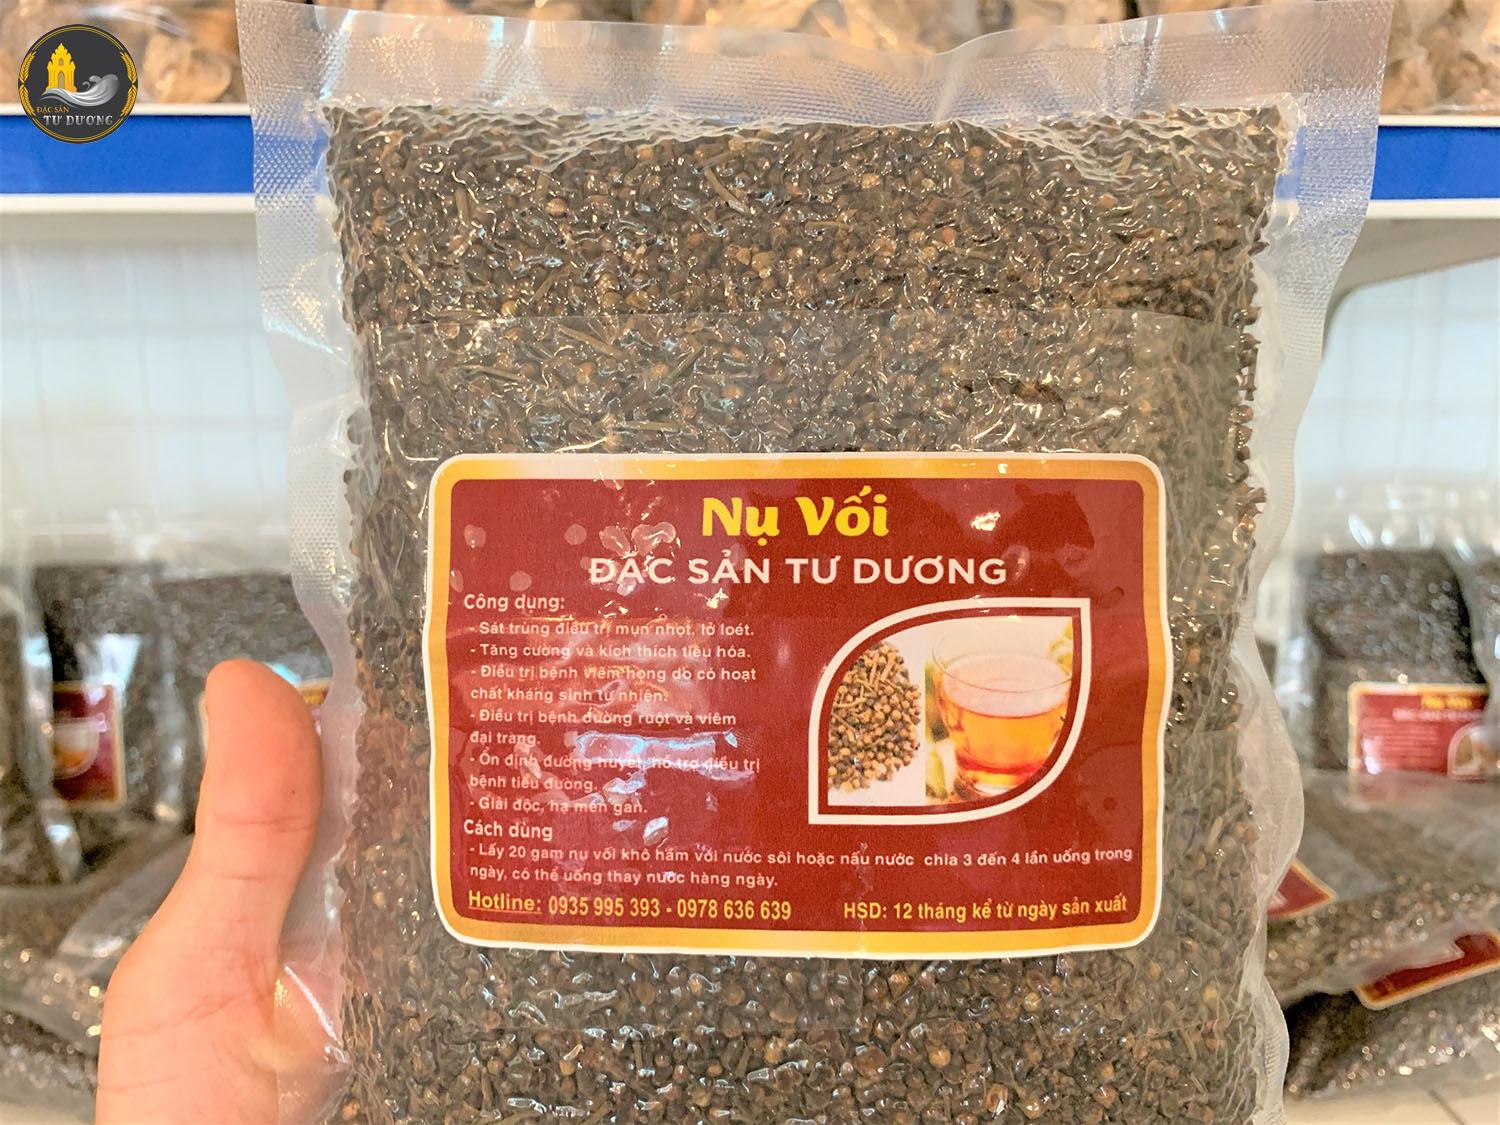 ĐẶC SẢN
TƯ DƯƠNG
Nụ Vối
ĐẶC SẢN TƯ DƯƠNG
Công dụng:
- Sát trùng điều trị mụn nhọt, lở loét.
- Tăng cường và kích thích tiêu hóa.
- Điều trị bệnh viêm họng do có hoạt
chất kháng sinh tự nhiên.
- Điều trị bệnh đường ruột và viêm
đại tràng.
- Ổn định đường huyết, hỗ trợ điều trị
bệnh tiểu đường.
- Giải độc, hạ men gan.
Cách dùng
- Lấy 20 gam nụ vối khô hãm với nước sôi hoặc nấu nước chia 3 đến 4 lần uống trong
ngày, có thể uống thay nước hàng ngày.
Hotline: 0935 995 393 - 0978 636 639
HSD: 12 tháng kể từ ngày sản xuất
Nụ Vối